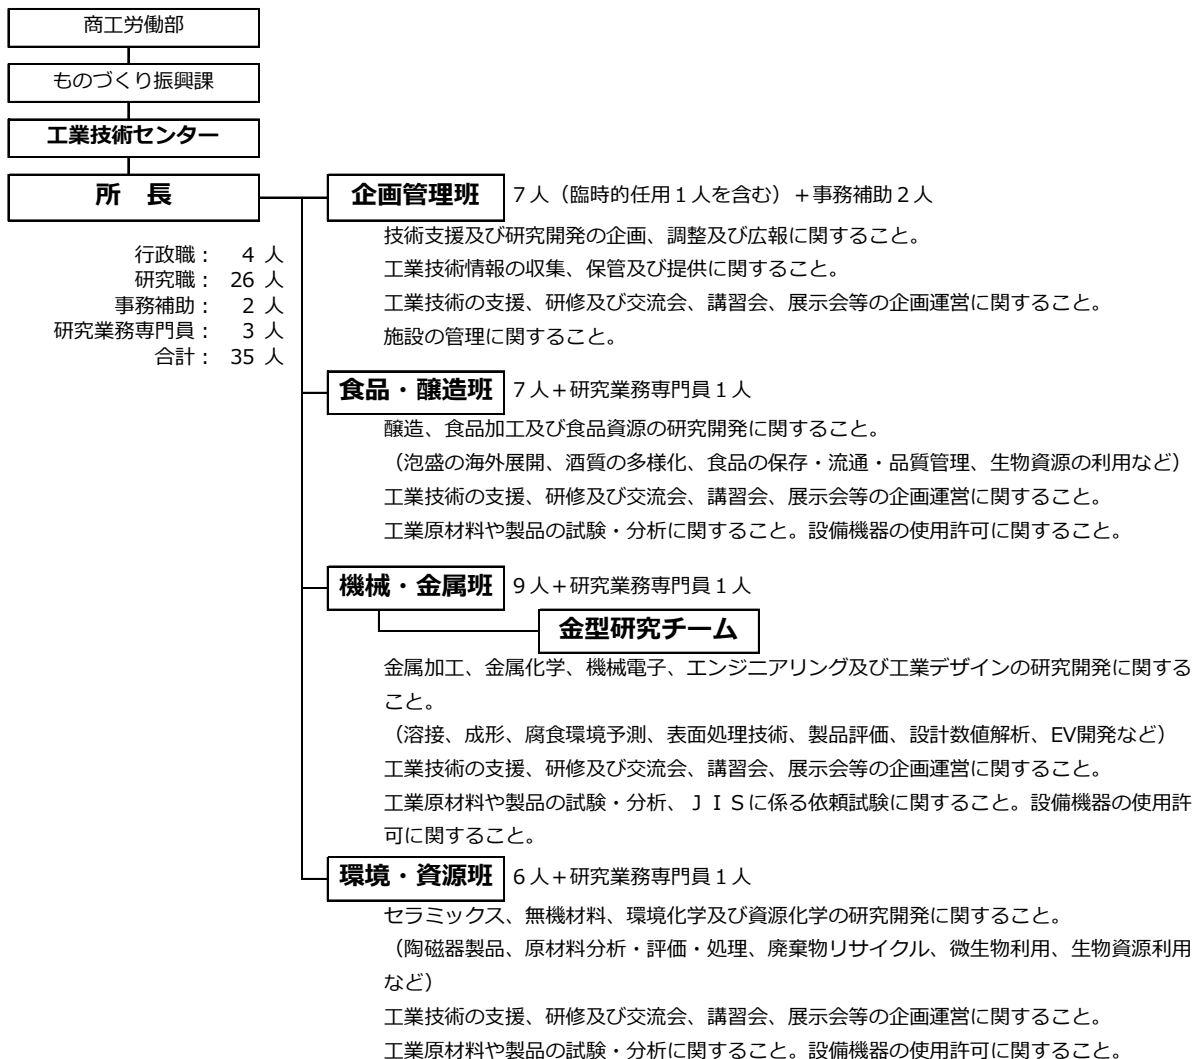 商工労働部
ものづくり振興課
工業技術センター
所　長
行政職：　4 人
研究職： 26 人
事務補助：　2 人
研究業務専門員：　3 人
合計： 35 人
企画管理班 7人（臨時的任用１人を含む）＋事務補助２人
技術支援及び研究開発の企画、調整及び広報に関すること。
工業技術情報の収集、保管及び提供に関すること。
工業技術の支援、研修及び交流会、講習会、展示会等の企画運営に関すること。
施設の管理に関すること。
食品・醸造班 7人＋研究業務専門員１人
醸造、食品加工及び食品資源の研究開発に関すること。
（泡盛の海外展開、酒質の多様化、食品の保存・流通・品質管理、生物資源の利用など）
工業技術の支援、研修及び交流会、講習会、展示会等の企画運営に関すること。
工業原材料や製品の試験・分析に関すること。設備機器の使用許可に関すること。
機械・金属班 9人＋研究業務専門員１人
金型研究チーム
金属加工、金属化学、機械電子、エンジニアリング及び工業デザインの研究開発に関する
こと。
（溶接、成形、腐食環境予測、表面処理技術、製品評価、設計数値解析、EV開発など）
工業技術の支援、研修及び交流会、講習会、展示会等の企画運営に関すること。
工業原材料や製品の試験・分析、ＪＩＳに係る依頼試験に関すること。設備機器の使用許
可に関すること。
環境・資源班 6人＋研究業務専門員１人
セラミックス、無機材料、環境化学及び資源化学の研究開発に関すること。
（陶磁器製品、原材料分析・評価・処理、廃棄物リサイクル、微生物利用、生物資源利用
など）
工業技術の支援、研修及び交流会、講習会、展示会等の企画運営に関すること。
工業原材料や製品の試験・分析に関すること。設備機器の使用許可に関すること。